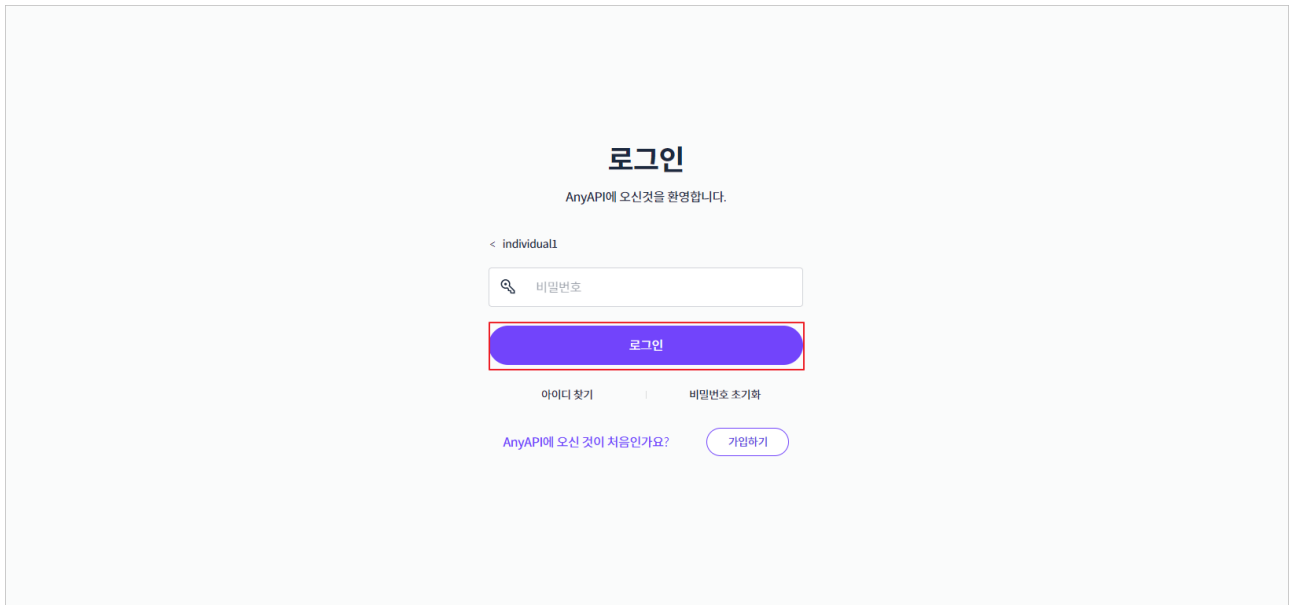 로그인
AnyAPI에 오신것을 환영합니다.
< individual1
비밀번호
로그인
아이디 찾기 | 비밀번호 초기화
AnyAPI에 오신 것이 처음인가요? 가입하기